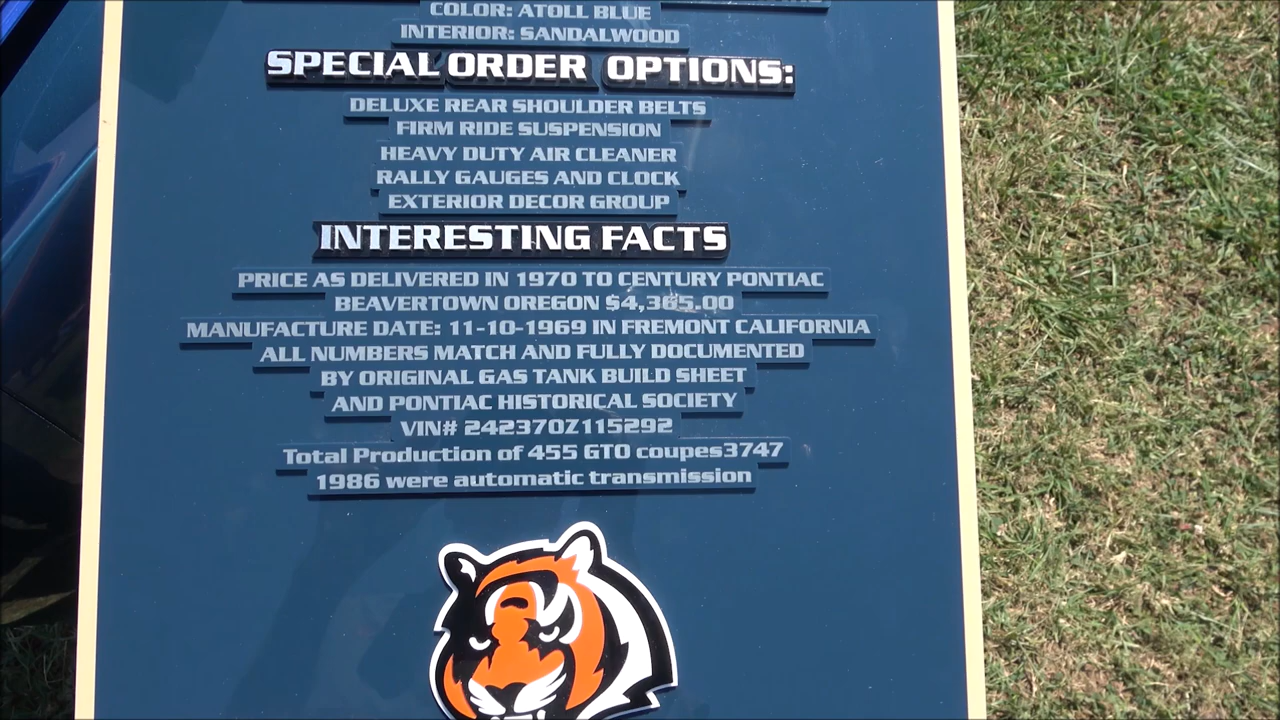 COLOR: ATOLL BLUE
INTERIOR: SANDALWOOD
SPECIAL ORDER OPTIONS:
DELUXE REAR SHOULDER BELTS
FIRM RIDE SUSPENSION
HEAVY DUTY AIR CLEANER
RALLY GAUGES AND CLOCK
EXTERIOR DECOR GROUP
INTERESTING FACTS
PRICE AS DELIVERED IN 1970 TO CENTURY PONTIAC
BEAVERTOWN OREGON $4,365.00
MANUFACTURE DATE: 11-10-1969 IN FREMONT CALIFORNIA
ALL NUMBERS MATCH AND FULLY DOCUMENTED
BY ORIGINAL GAS TANK BUILD SHEET
AND PONTIAC HISTORICAL SOCIETY
VIN# 242370Z115292
Total Production of 455 GTO coupes3747
1986 were automatic transmission